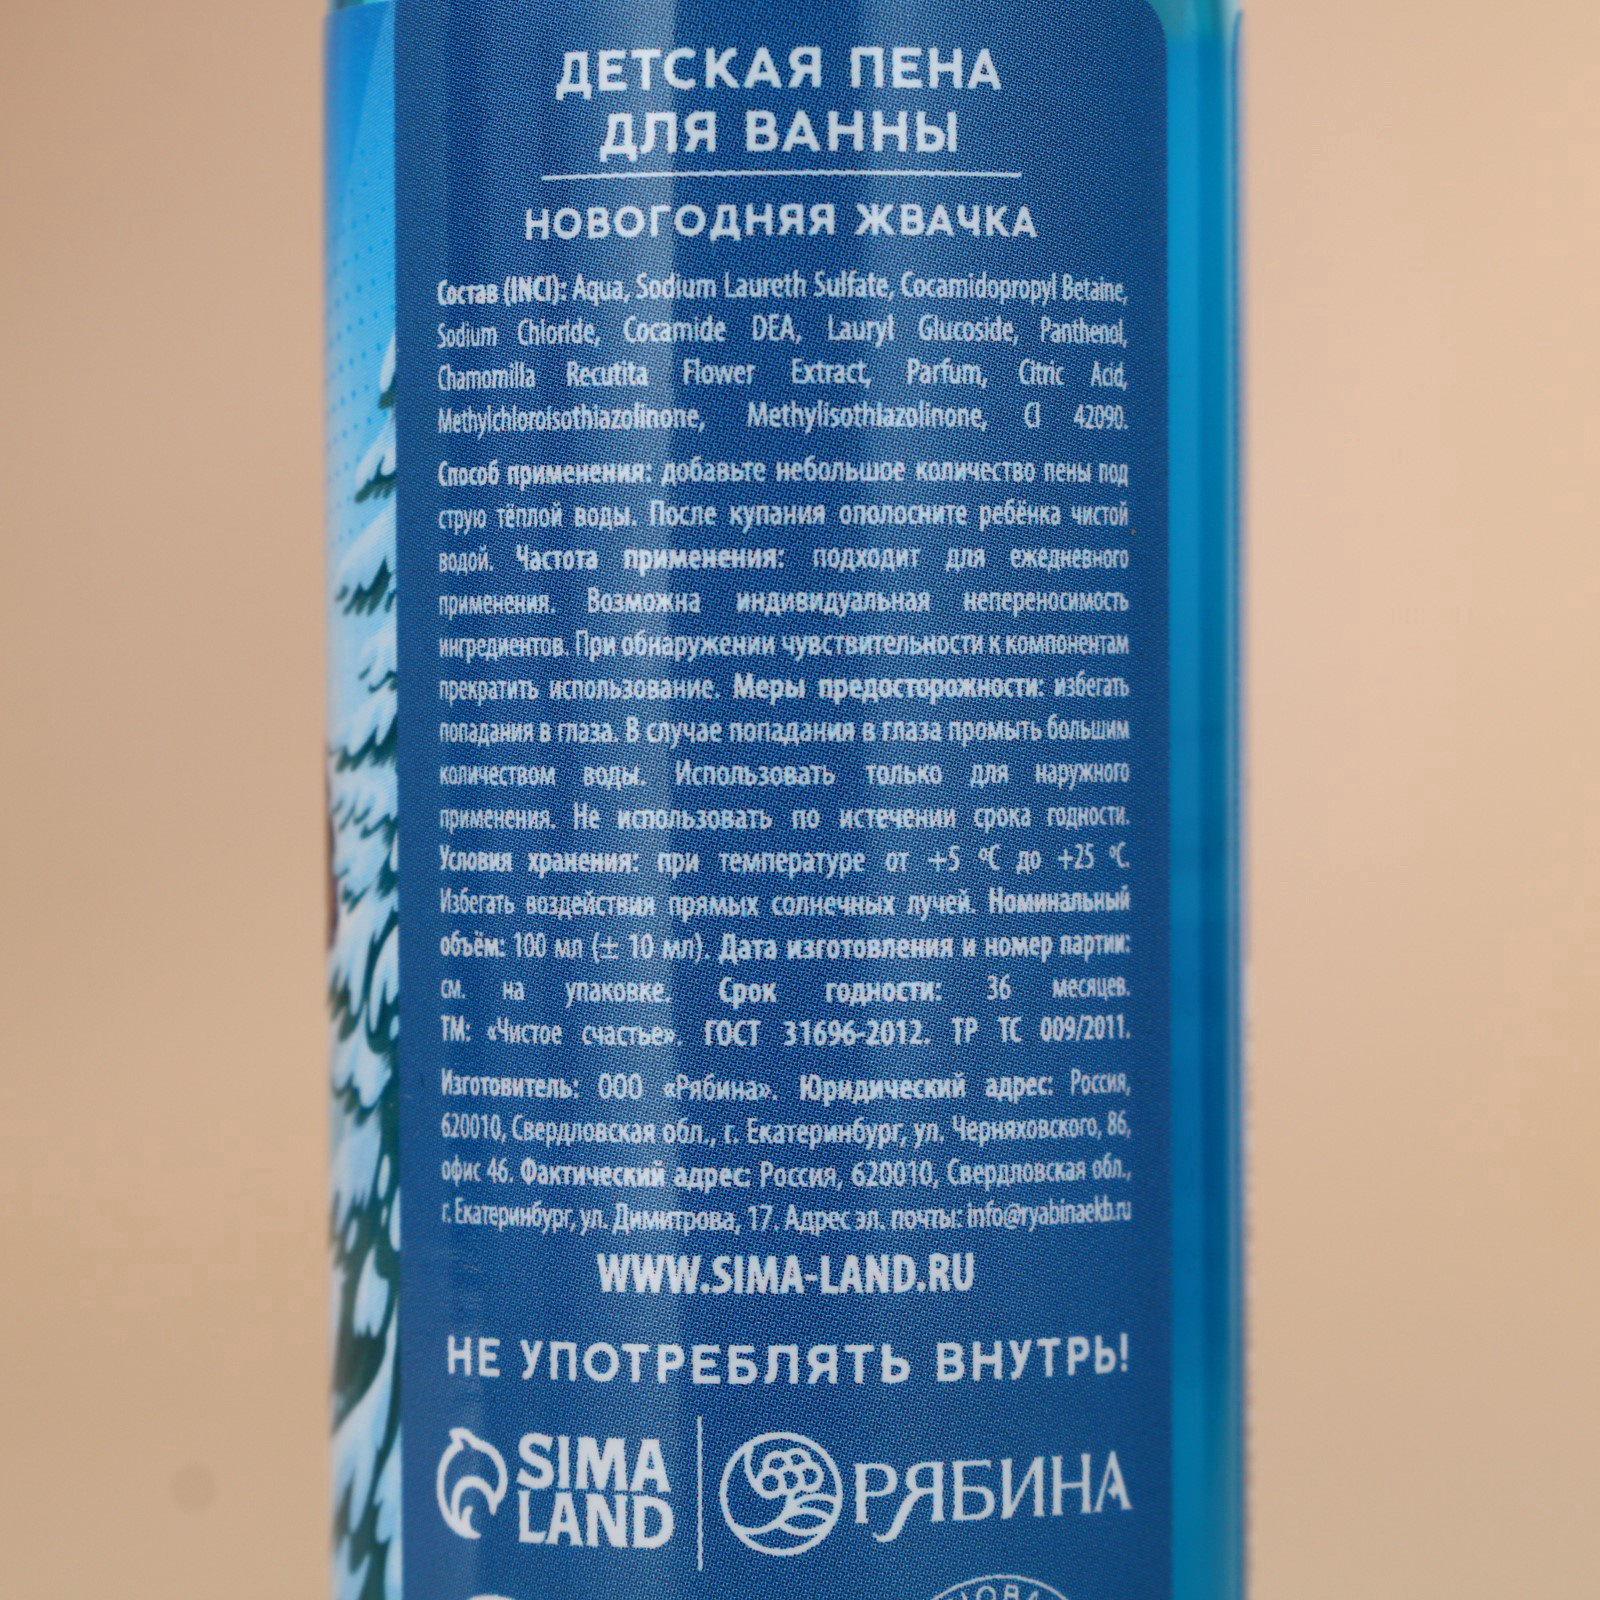 ДЕТСКАЯ ПЕНА
ДЛЯ ВАННЫ
НОВОГОДНЯЯ ЖВАЧКА
Состав (INCI): Aqua, Sodium Laureth Sulfate, Cocamidopropyl Betaine,
Sodium Chloride, Cocamide DEA, Lauryl Glucoside, Panthenol,
Chamomilla Recutita Flower Extract, Parfum, Citric Acid,
Methylchloroisothiazolinone, Methylisothiazolinone, CI 42090.
Способ применения: добавьте небольшое количество пены под
струю тёплой воды. После купания ополосните ребёнка чистой
водой. Частота применения: подходит для ежедневного
применения. Возможна индивидуальная непереносимость
ингредиентов. При обнаружении чувствительности к компонентам
прекратить использование. Меры предосторожности: избегать
попадания в глаза. В случае попадания в глаза промыть большим
количеством воды. Использовать только для наружного
применения. Не использовать по истечении срока годности.
Условия хранения: при температуре от +5 °C до +25 °C.
Избегать воздействия прямых солнечных лучей. Номинальный
объём: 100 мл (± 10 мл). Дата изготовления и номер партии:
см. на упаковке. Срок годности: 36 месяцев.
ТМ: «Чистое счастье». ГОСТ 31696-2012. ТР ТС 009/2011.
Изготовитель: ООО «Рябина». Юридический адрес: Россия,
620010, Свердловская обл., г. Екатеринбург, ул. Черняховского, 86,
офис 46. Фактический адрес: Россия, 620010, Свердловская обл.,
г. Екатеринбург, ул. Димитрова, 17. Адрес эл. почты: info@ryabinaekb.ru
WWW.SIMA-LAND.RU
НЕ УПОТРЕБЛЯТЬ ВНУТРЬ!
SIMA
LAND
РЯБИНА